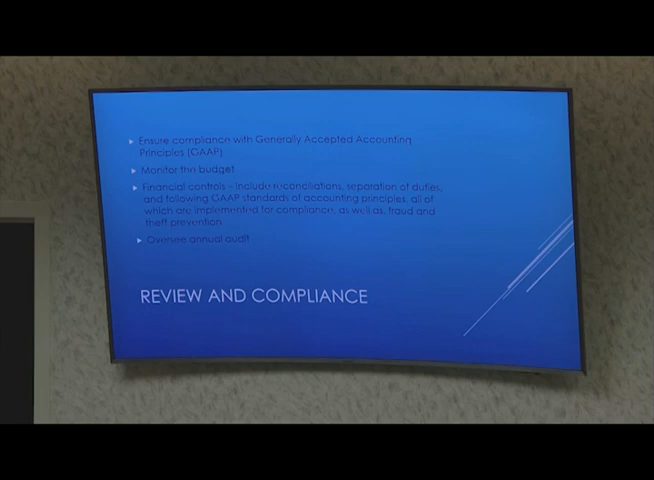 Ensure compliance with Generally Accepted Accounting
Principles (GAAP)
Monitor the budget
Financial controls – include reconciliations, separation of duties,
and following GAAP standards of accounting principles, all of
which are implemented for compliance, as well as, fraud and
theft prevention.
Oversee annual audit
REVIEW AND COMPLIANCE